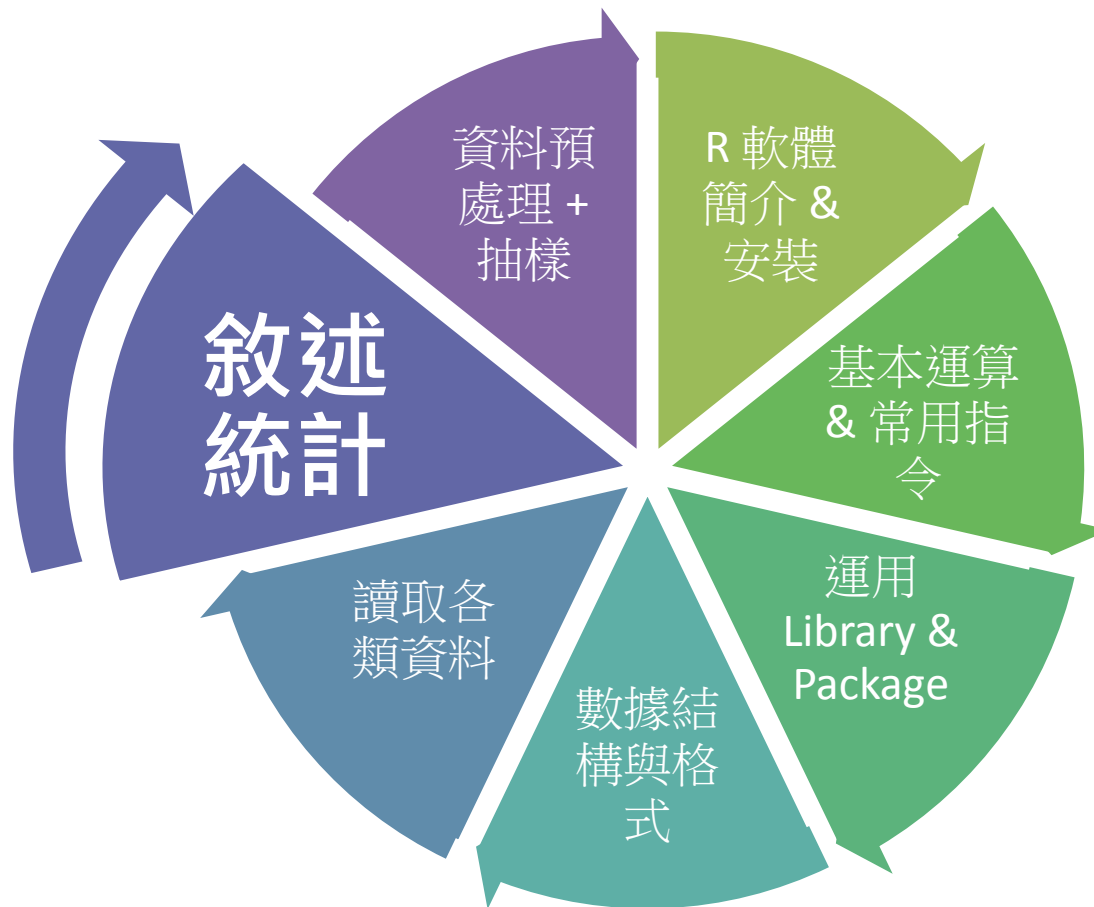 R 軟體
簡介 &
安裝
基本運算
& 常用指
令
運用
Library &
Package
數據結
構與格
式
讀取各
類資料
敘述
統計
資料預
處理 +
抽樣